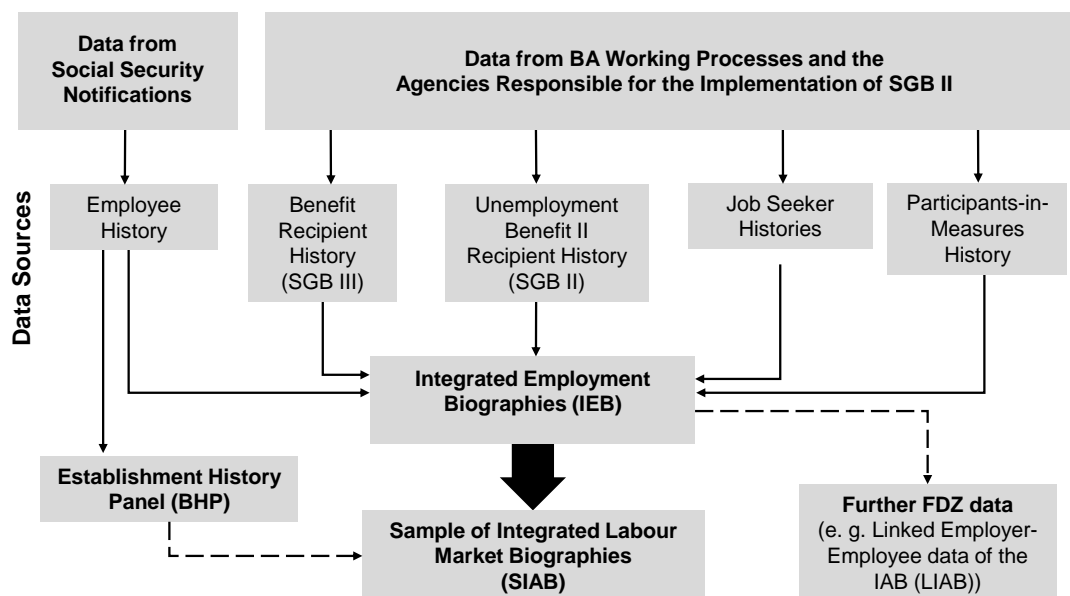 Data from
Social Security
Notifications
Data from BA Working Processes and the
Agencies Responsible for the Implementation of SGB II
Data Sources
Employee
History
Benefit
Recipient
History
(SGB III)
Unemployment
Benefit II
Recipient History
(SGB II)
Job Seeker
Histories
Participants-in-
Measures
History
Integrated Employment
Biographies (IEB)
Establishment History
Panel (BHP)
Sample of Integrated Labour
Market Biographies
(SIAB)
Further FDZ data
(e. g. Linked Employer-
Employee data of the
IAB (LIAB))